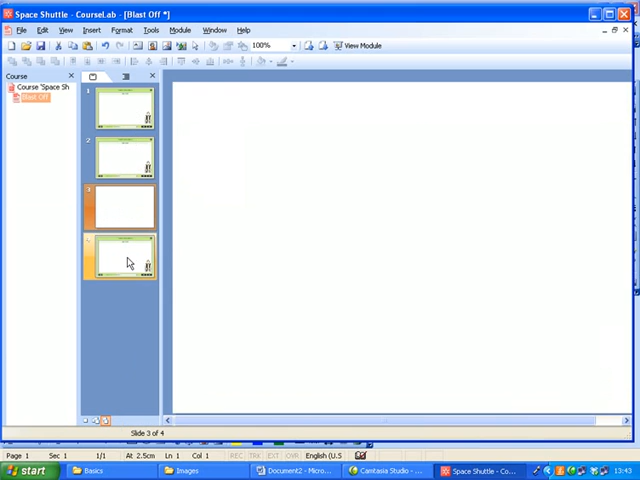 Space Shuttle - CourseLab - [Blast Off *]
File Edit View Insert Format Tools Module Window Help
100% View Module
Course
Course 'Space Sh
Blast Off
1
2
3
4
Slide 3 of 4
Page 1 Sec 1 1/1 At 2.5cm Ln 1 Col 1 REC TRK EXT OVR English (U.S
start Basics Images Document2 - Micro... Camtasia Studio - ... Space Shuttle - Co... 13:43